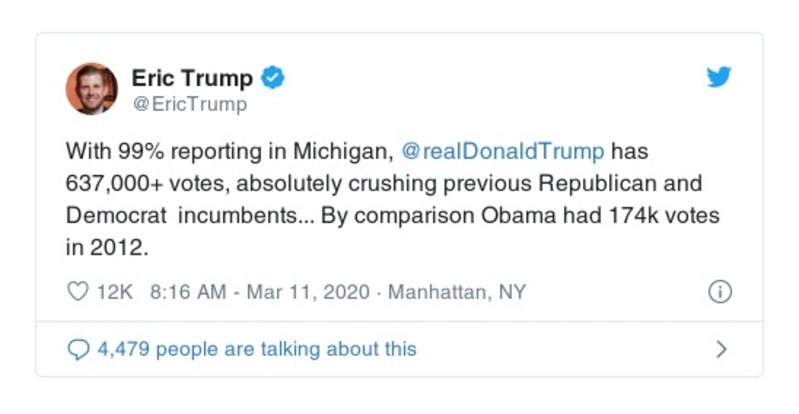 Eric Trump
@EricTrump
With 99% reporting in Michigan, @realDonaldTrump has
637,000+ votes, absolutely crushing previous Republican and
Democrat incumbents... By comparison Obama had 174k votes
in 2012.
12K 8:16 AM - Mar 11, 2020 · Manhattan, NY
4,479 people are talking about this